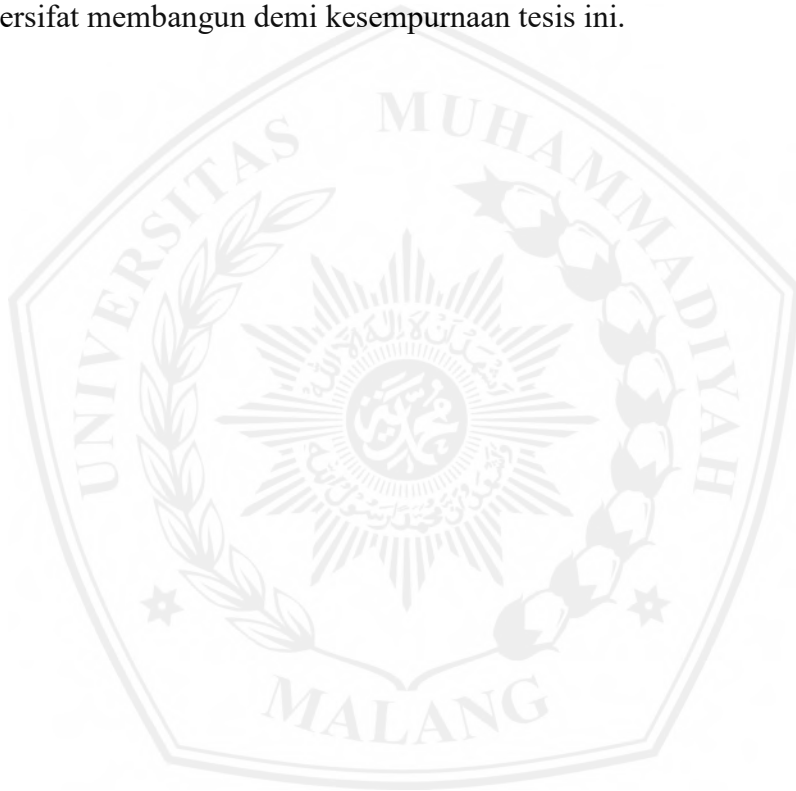 ersifat membangun demi kesempurnaan tesis ini.
UNIVERSITAS MUHAMMADIYAH
MALANG